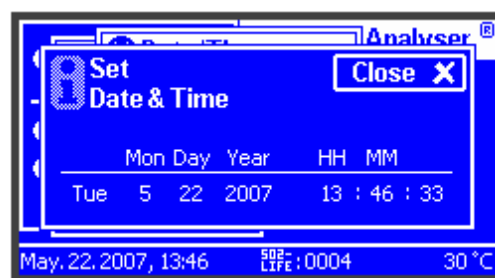 Analyser ®
Set
Date & Time
Close X
Mon Day Year HH MM
Tue 5 22 2007 13 : 46 : 33
May. 22. 2007, 13:46 SO2-LIFE:0004 30 °C